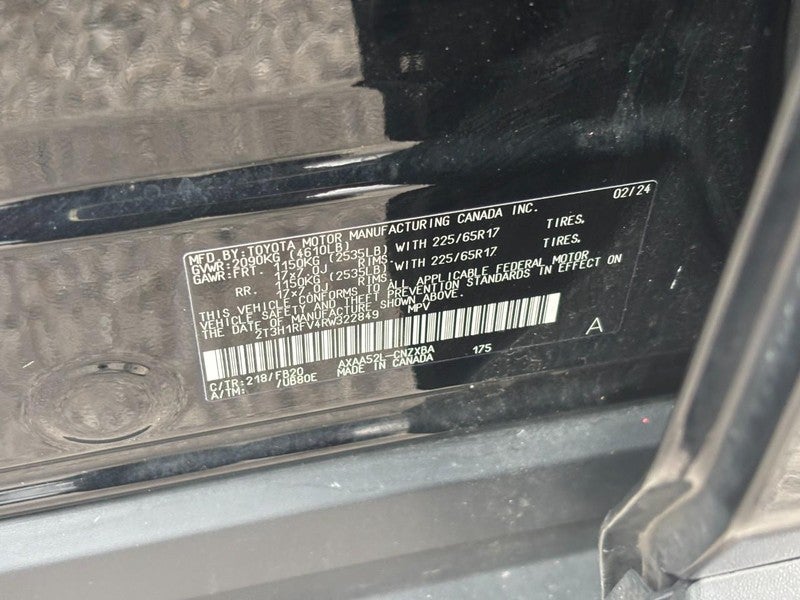 MFD.BY:TOYOTA MOTOR MANUFACTURING CANADA INC. 02/24
GVWR:2090KG (4610LB)
GAWR:FRT. 1150KG (2535LB) WITH 225/65R17 TIRES.
17X7.0J RIMS.
RR. 1150KG (2535LB) WITH 225/65R17 TIRES.
17X7.0J RIMS.
THIS VEHICLE CONFORMS TO ALL APPLICABLE FEDERAL MOTOR
VEHICLE SAFETY AND THEFT PREVENTION STANDARDS IN EFFECT ON
THE DATE OF MANUFACTURE SHOWN ABOVE.
2T3H1RFV4RW322849 MPV
A
C/TR:218/FB20 AXAA52L-CNZXBA 175
A/TM: /UB80E MADE IN CANADA